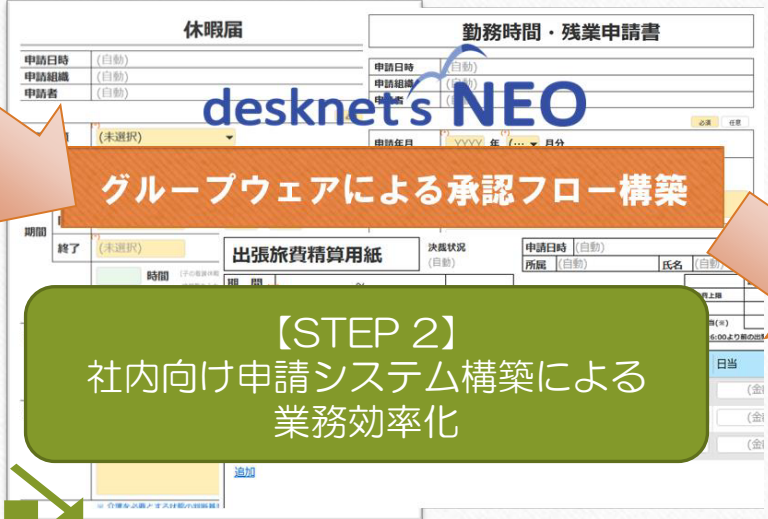 休暇届
勤務時間・残業申請書
申請日時 (自動)
申請組織 (自動)
申請者 (自動)
申請日時 (自動)
申請組織
desknet's NEO
必須 任意
(*)
(未選択)
申請年月 YYYY 年 (... 月分
グループウェアによる承認フロー構築
期間
終了 (未選択)
時間
出張旅費精算用紙
決裁状況
(自動)
申請日時 (自動)
所属 (自動) 氏名 (自動)
期 間
【STEP 2】
社内向け申請システム構築による
業務効率化
日当
追加